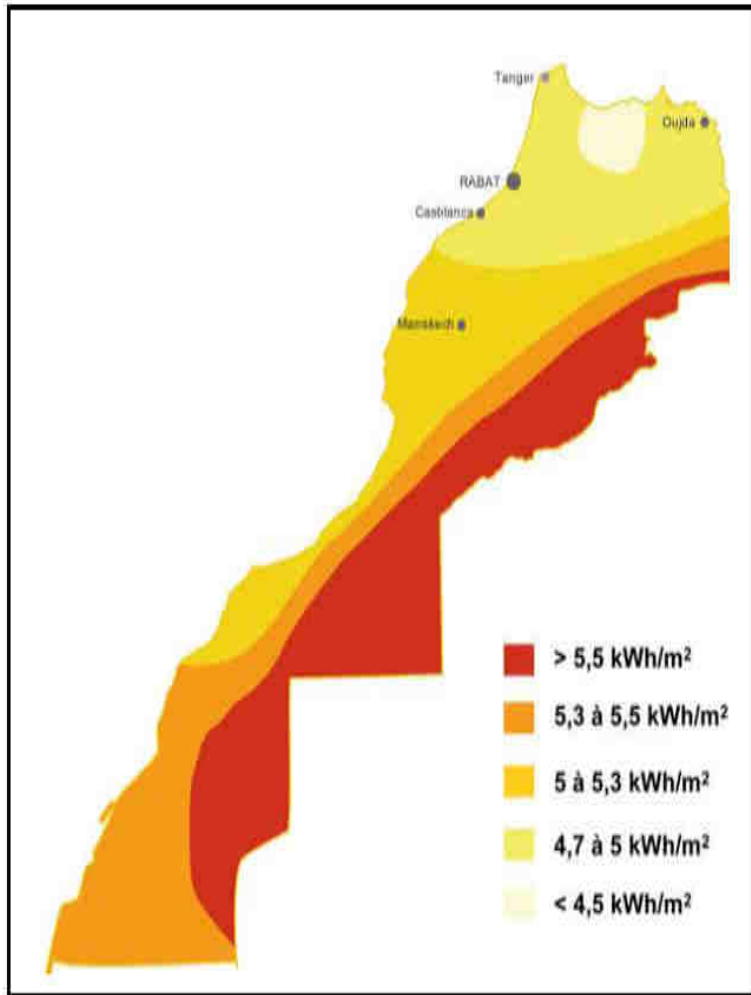 Tanger
Oujda
RABAT
Casblanca
Marrakech
> 5,5 kWh/m²
5,3 à 5,5 kWh/m²
5 à 5,3 kWh/m²
4,7 à 5 kWh/m²
< 4,5 kWh/m²